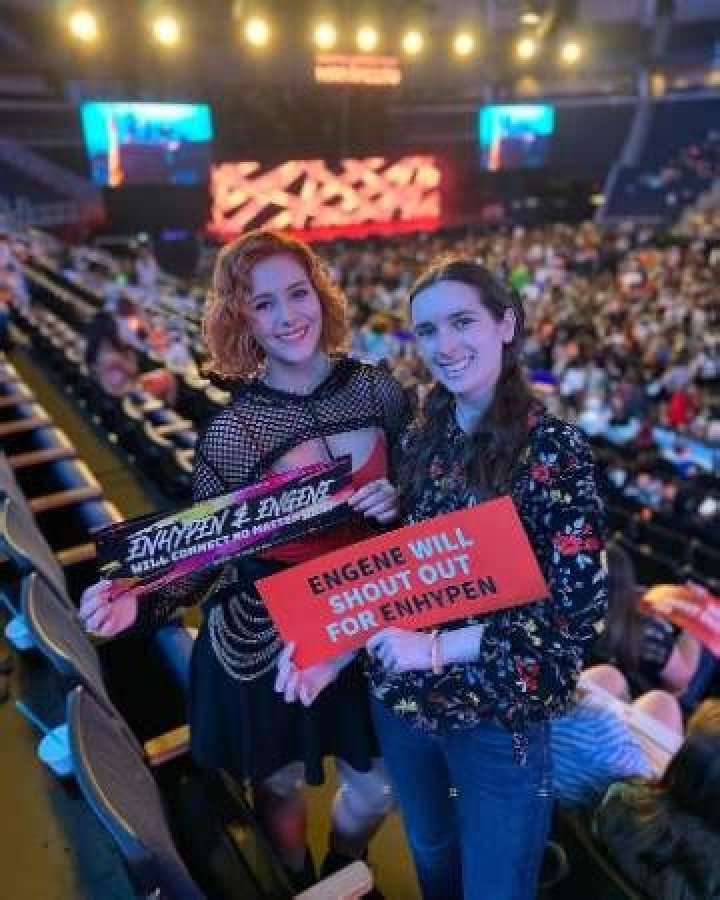 ENHYPEN & ENGENE
WILL CONNECT NO MATTER
ENGENE WILL
SHOUT OUT
FOR ENHYPEN